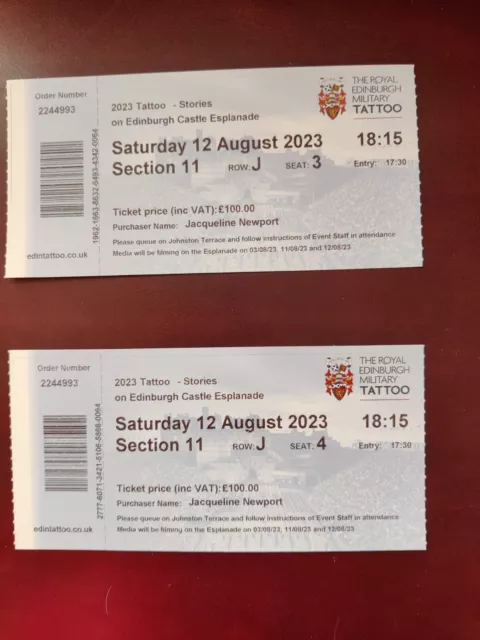 Order Number
2244993
edintattoo.co.uk
2023 Tattoo - Stories
on Edinburgh Castle Esplanade
Saturday 12 August 2023 18:15
Section 11 ROW: J SEAT: 3 Entry: 17:30
Ticket price (inc VAT):£100.00
Purchaser Name: Jacqueline Newport
Please queue on Johnston Terrace and follow instructions of Event Staff in attendance
Media will be filming on the Esplanade on 03/08/23, 11/08/23 and 12/08/23
THE ROYAL
EDINBURGH
MILITARY
TATTOO
Order Number
2244993
edintattoo.co.uk
2023 Tattoo - Stories
on Edinburgh Castle Esplanade
Saturday 12 August 2023 18:15
Section 11 ROW: J SEAT: 4 Entry: 17:30
Ticket price (inc VAT):£100.00
Purchaser Name: Jacqueline Newport
Please queue on Johnston Terrace and follow instructions of Event Staff in attendance
Media will be filming on the Esplanade on 03/08/23, 11/08/23 and 12/08/23
THE ROYAL
EDINBURGH
MILITARY
TATTOO